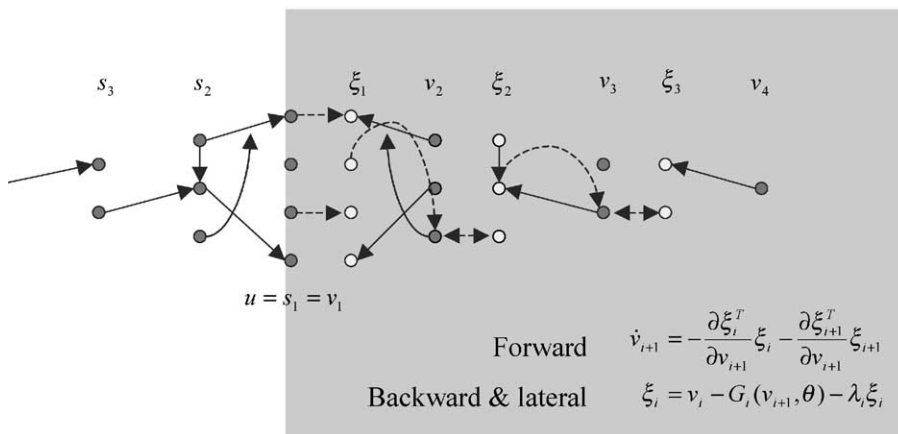 s₃ s₂ ξ₁ v₂ ξ₂ v₃ ξ₃ v₄
u = s₁ = v₁
Forward v̇ᵢ₊₁ = −∂ξᵢᵀ/∂vᵢ₊₁ ξᵢ − ∂ξᵢ₊₁ᵀ/∂vᵢ₊₁ ξᵢ₊₁
Backward & lateral ξᵢ = vᵢ − Gᵢ(vᵢ₊₁, θ) − λᵢξᵢ